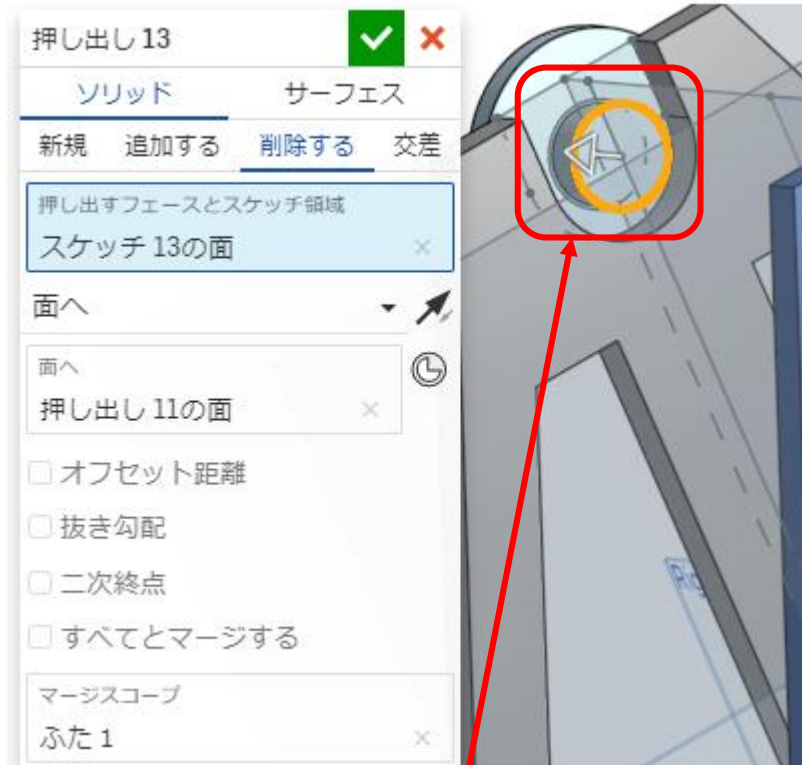 押し出し 13
ソリッド サーフェス
新規 追加する 削除する 交差
押し出すフェースとスケッチ領域
スケッチ 13の面
面へ
面へ
押し出し 11の面
オフセット距離
抜き勾配
二次終点
すべてとマージする
マージスコープ
ふた 1